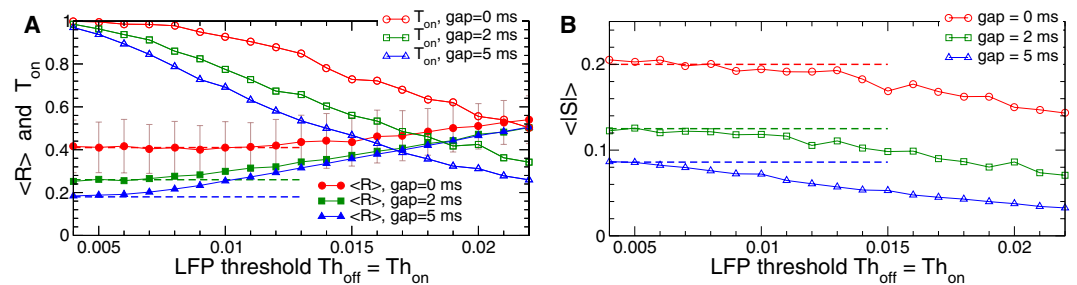 A
T_on, gap=0 ms
T_on, gap=2 ms
T_on, gap=5 ms
<R> and T_on
1
0.8
0.6
0.4
0.2
0
<R>, gap=0 ms
<R>, gap=2 ms
<R>, gap=5 ms
0.005
0.01
0.015
0.02
LFP threshold Th_off = Th_on
B
gap = 0 ms
gap = 2 ms
gap = 5 ms
<ISI>
0.2
0.1
0
0.005
0.01
0.015
0.02
LFP threshold Th_off = Th_on